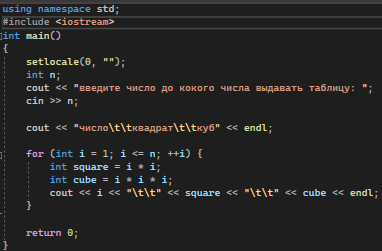 using namespace std;
#include <iostream>
int main()
{
setlocale(0, "");
int n;
cout << "введите число до кокого числа выдавать таблицу: ";
cin >> n;
cout << "число\t\tквадрат\t\tкуб" << endl;
for (int i = 1; i <= n; ++i) {
int square = i * i;
int cube = i * i * i;
cout << i << "\t\t" << square << "\t\t" << cube << endl;
}
return 0;
}